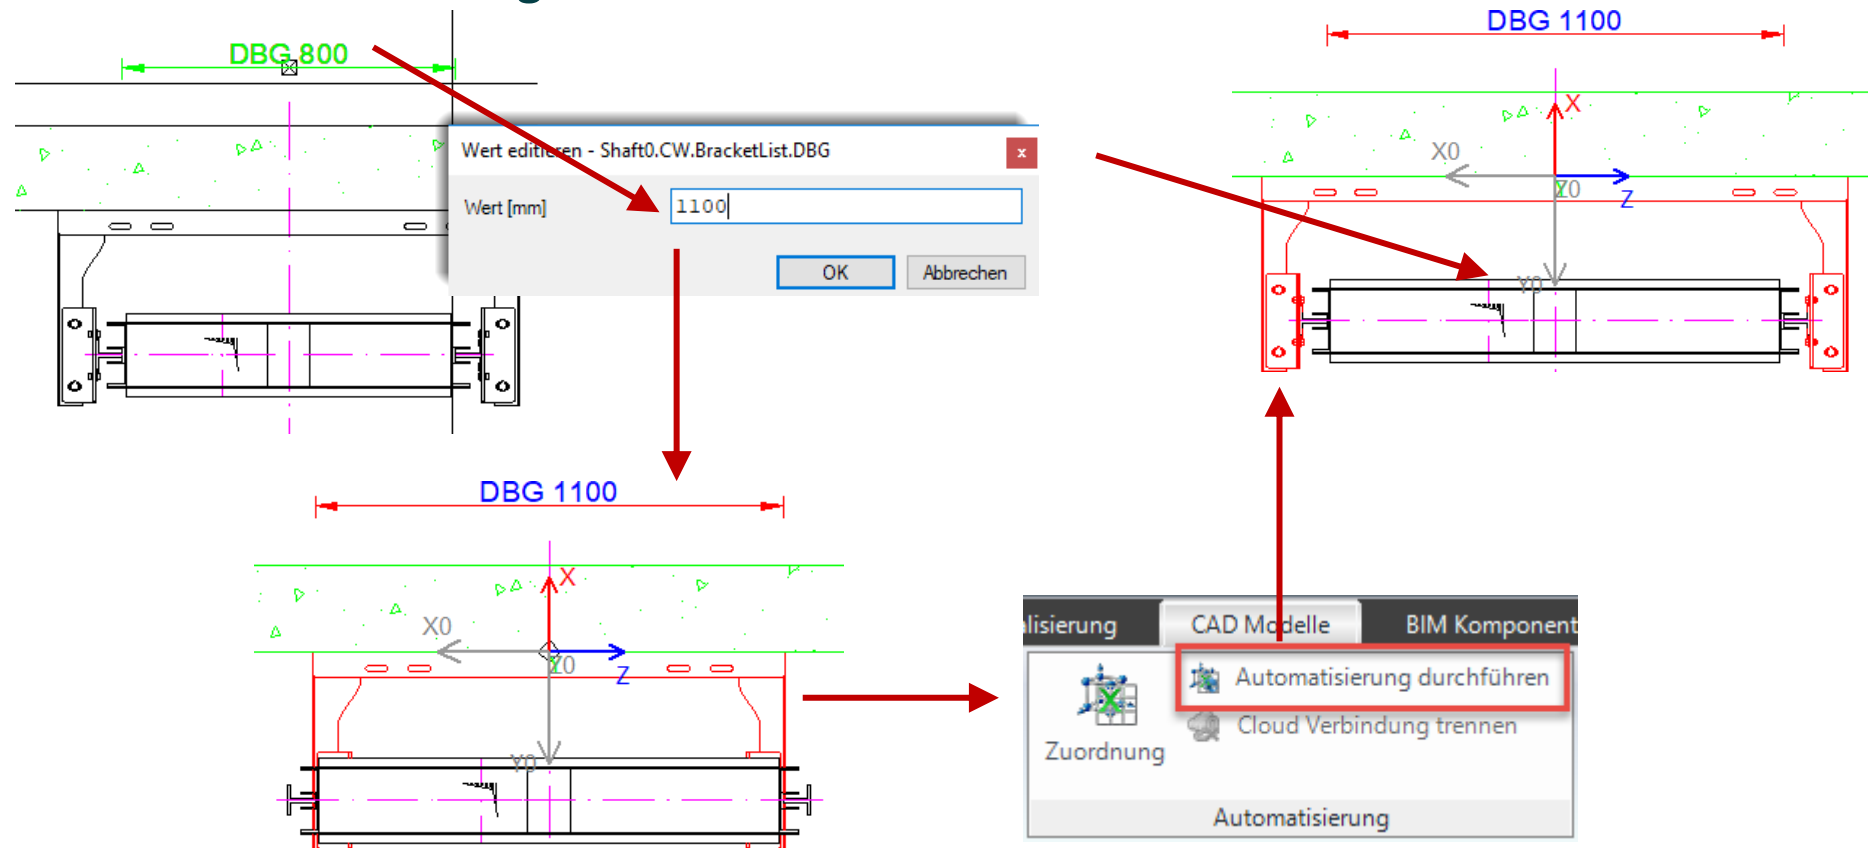 DBG 800
Wert editieren - Shaft0.CW.BracketList.DBG
x
Wert [mm]
1100
OK
Abbrechen
DBG 1100
X
X0
Z0
Z
Y0
DBG 1100
X
X0
Z0
Z
Y0
alisierung
CAD Modelle
BIM Komponent
Zuordnung
Automatisierung durchführen
Cloud Verbindung trennen
Automatisierung